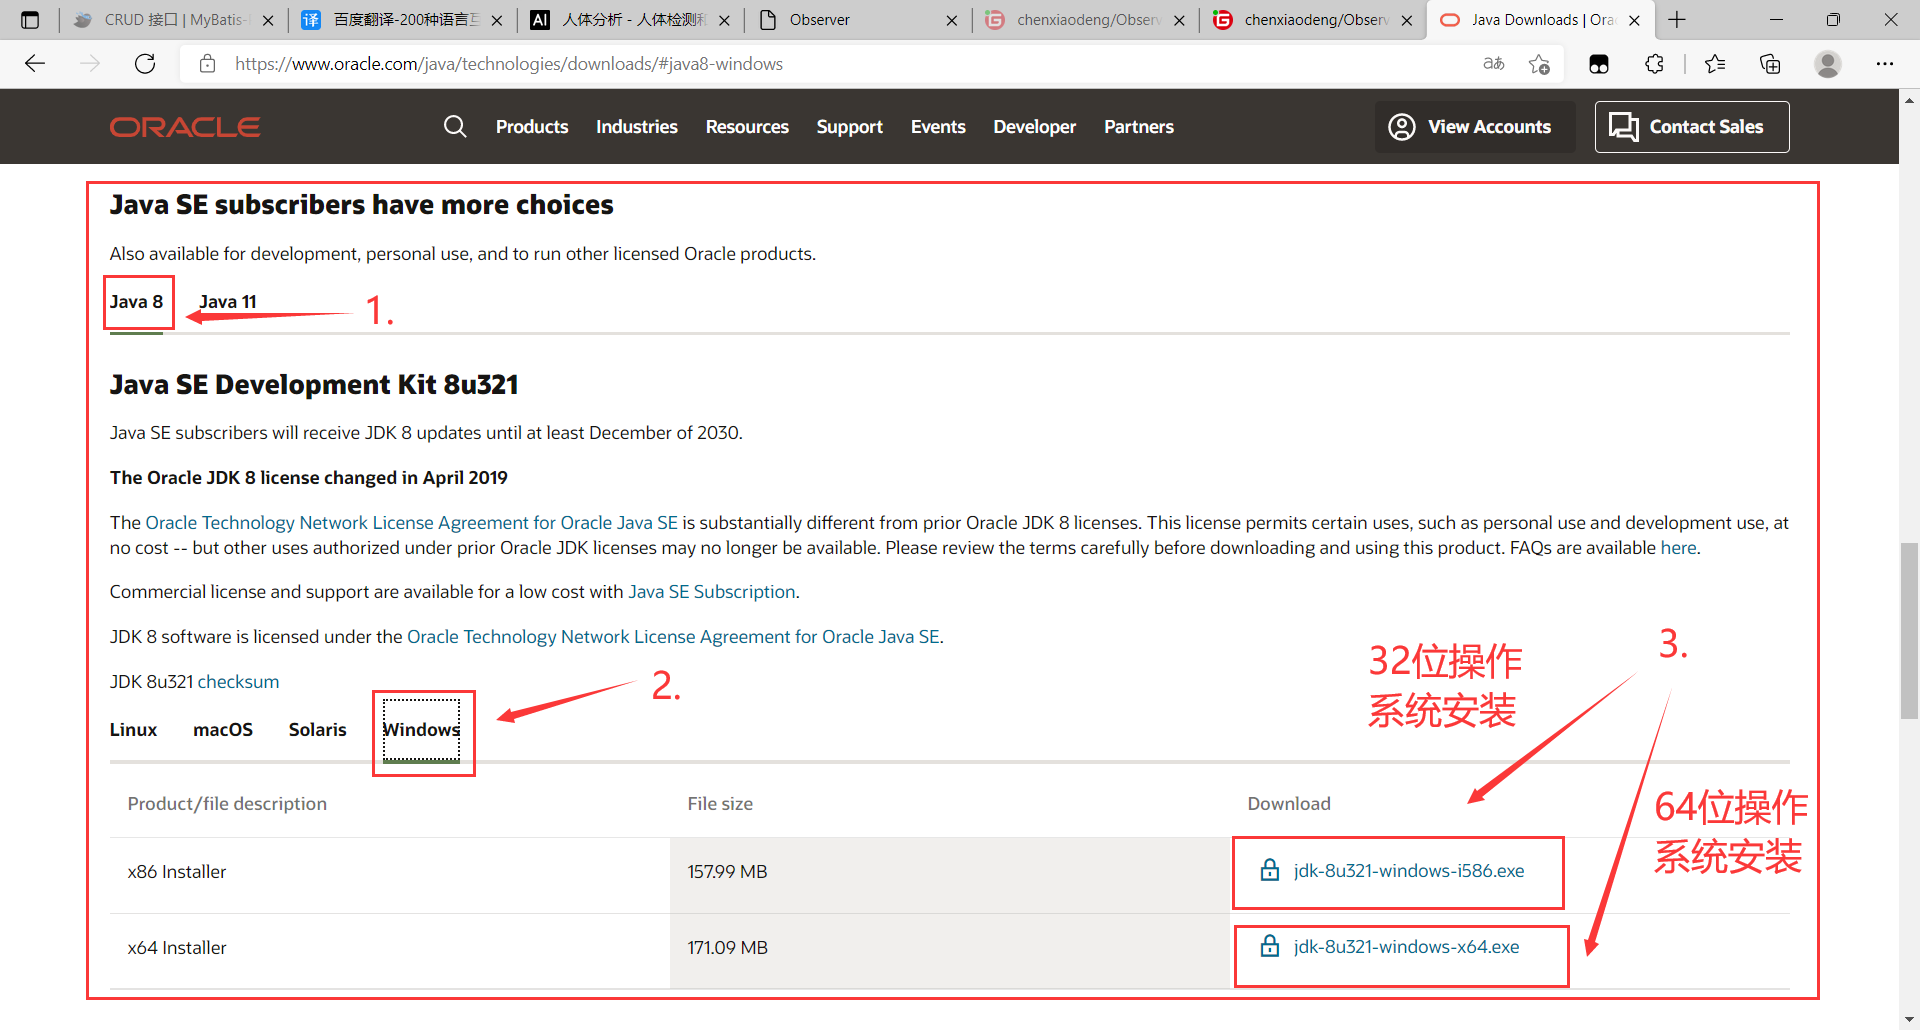 CRUD 接口 | MyBatis-
百度翻译-200种语言互
人体分析 - 人体检测和
Observer
chenxiaodeng/Observ
chenxiaodeng/Observ
Java Downloads | Orac
https://www.oracle.com/java/technologies/downloads/#java8-windows
ORACLE
Products
Industries
Resources
Support
Events
Developer
Partners
View Accounts
Contact Sales
Java SE subscribers have more choices
Also available for development, personal use, and to run other licensed Oracle products.
Java 8
Java 11
1.
Java SE Development Kit 8u321
Java SE subscribers will receive JDK 8 updates until at least December of 2030.
The Oracle JDK 8 license changed in April 2019
The Oracle Technology Network License Agreement for Oracle Java SE is substantially different from prior Oracle JDK 8 licenses. This license permits certain uses, such as personal use and development use, at
no cost -- but other uses authorized under prior Oracle JDK licenses may no longer be available. Please review the terms carefully before downloading and using this product. FAQs are available here.
Commercial license and support are available for a low cost with Java SE Subscription.
JDK 8 software is licensed under the Oracle Technology Network License Agreement for Oracle Java SE.
JDK 8u321 checksum
2.
3.
32位操作
系统安装
Linux
macOS
Solaris
Windows
64位操作
系统安装
Product/file description
File size
Download
x86 Installer
157.99 MB
jdk-8u321-windows-i586.exe
x64 Installer
171.09 MB
jdk-8u321-windows-x64.exe